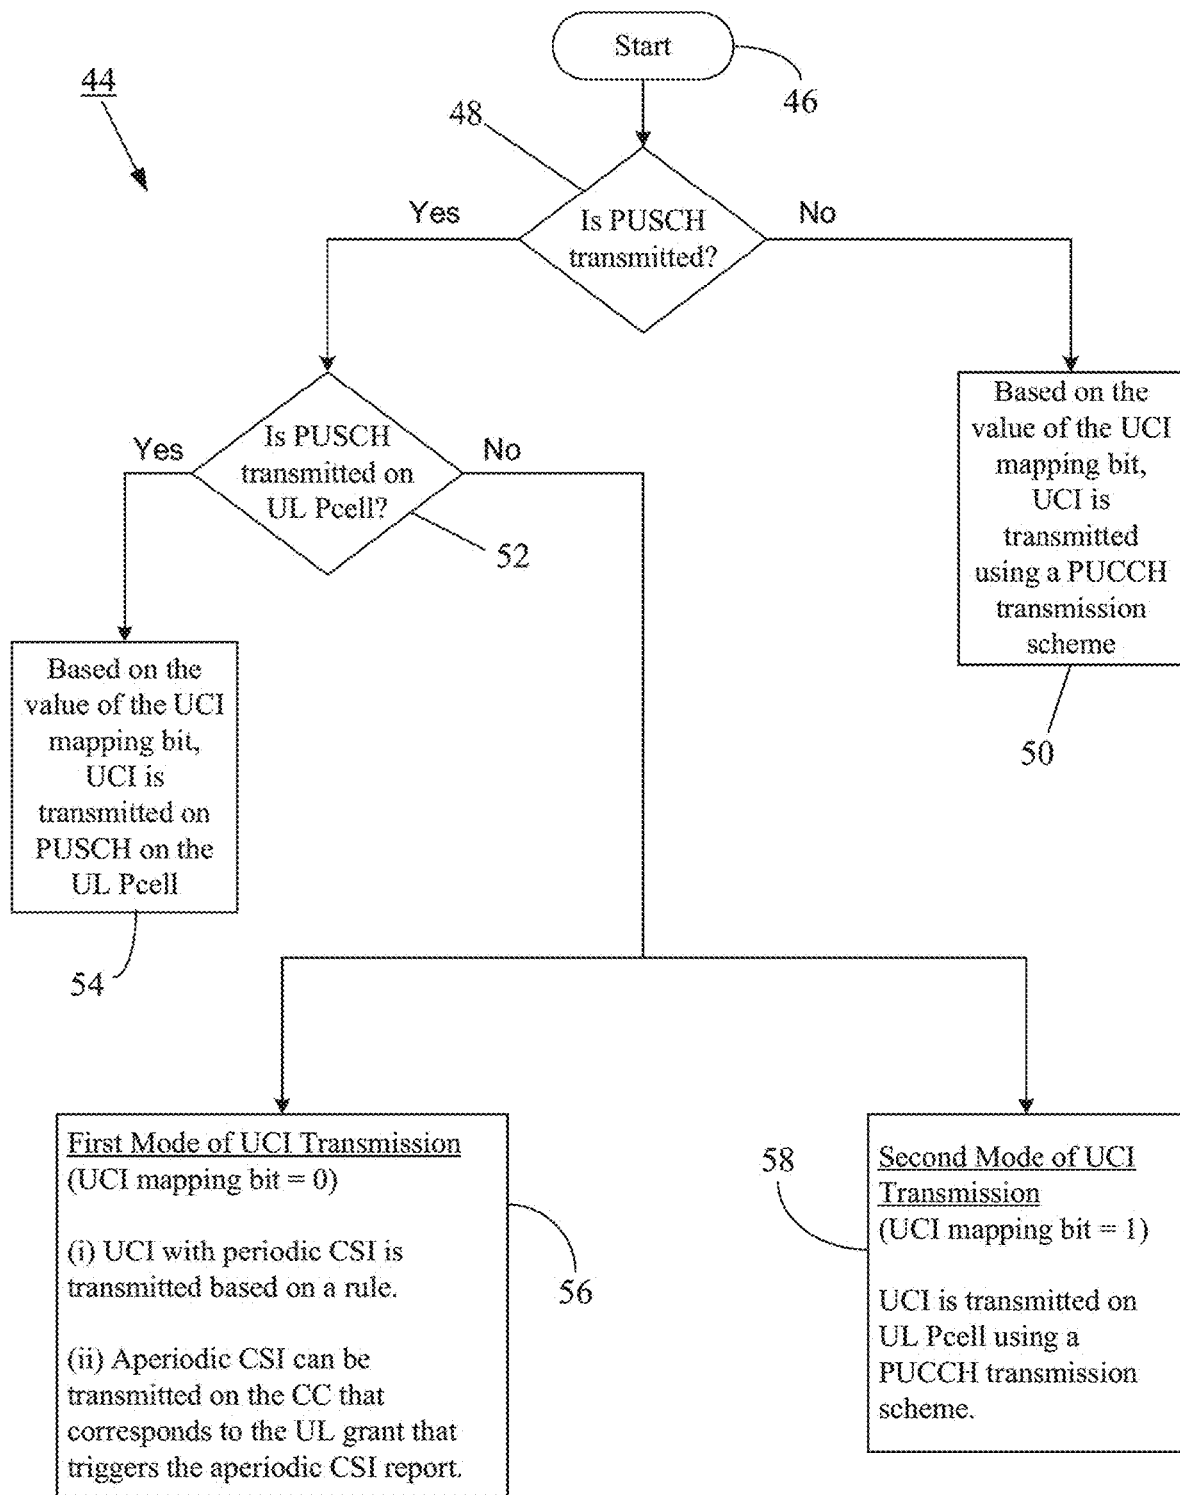 Start
46
44
48
Is PUSCH
transmitted?
Yes
No
Is PUSCH
transmitted on
UL Pcell?
Yes
No
52
Based on the
value of the UCI
mapping bit,
UCI is
transmitted
using a PUCCH
transmission
scheme
50
Based on the
value of the UCI
mapping bit,
UCI is
transmitted on
PUSCH on the
UL Pcell
54
First Mode of UCI Transmission
(UCI mapping bit = 0)
(i) UCI with periodic CSI is
transmitted based on a rule.
(ii) Aperiodic CSI can be
transmitted on the CC that
corresponds to the UL grant that
triggers the aperiodic CSI report.
56
58
Second Mode of UCI
Transmission
(UCI mapping bit = 1)
UCI is transmitted on
UL Pcell using a
PUCCH transmission
scheme.